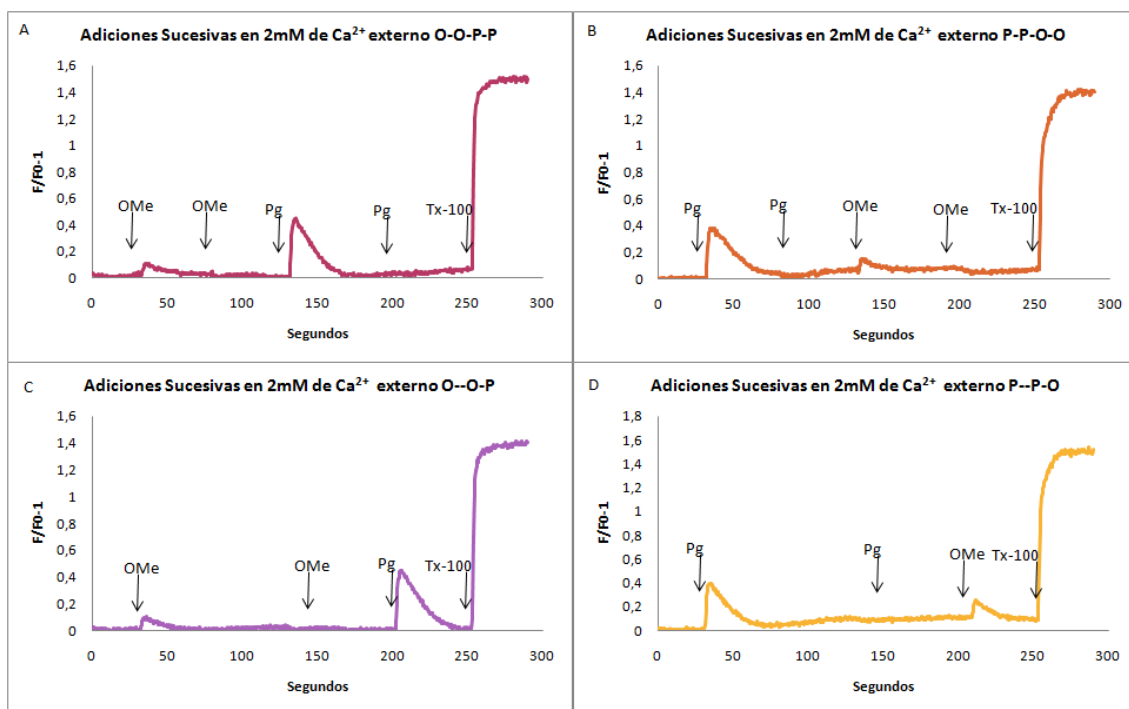 A
Adiciones Sucesivas en 2mM de Ca²⁺ externo O-O-P-P
1,6
1,4
1,2
1
0,8
0,6
0,4
0,2
0
F/F0-1
OMe
OMe
Pg
Pg
Tx-100
0 50 100 150 200 250 300
Segundos
B
Adiciones Sucesivas en 2mM de Ca²⁺ externo P-P-O-O
1,6
1,4
1,2
1
0,8
0,6
0,4
0,2
0
F/F0-1
Pg
Pg
OMe
OMe
Tx-100
0 50 100 150 200 250 300
Segundos
C
Adiciones Sucesivas en 2mM de Ca²⁺ externo O--O-P
1,6
1,4
1,2
1
0,8
0,6
0,4
0,2
0
F/F0-1
OMe
OMe
Pg
Tx-100
0 50 100 150 200 250 300
Segundos
D
Adiciones Sucesivas en 2mM de Ca²⁺ externo P--P-O
1,8
1,6
1,4
1,2
1
0,8
0,6
0,4
0,2
0
F/F0-1
Pg
Pg
OMe
Tx-100
0 50 100 150 200 250 300
Segundos